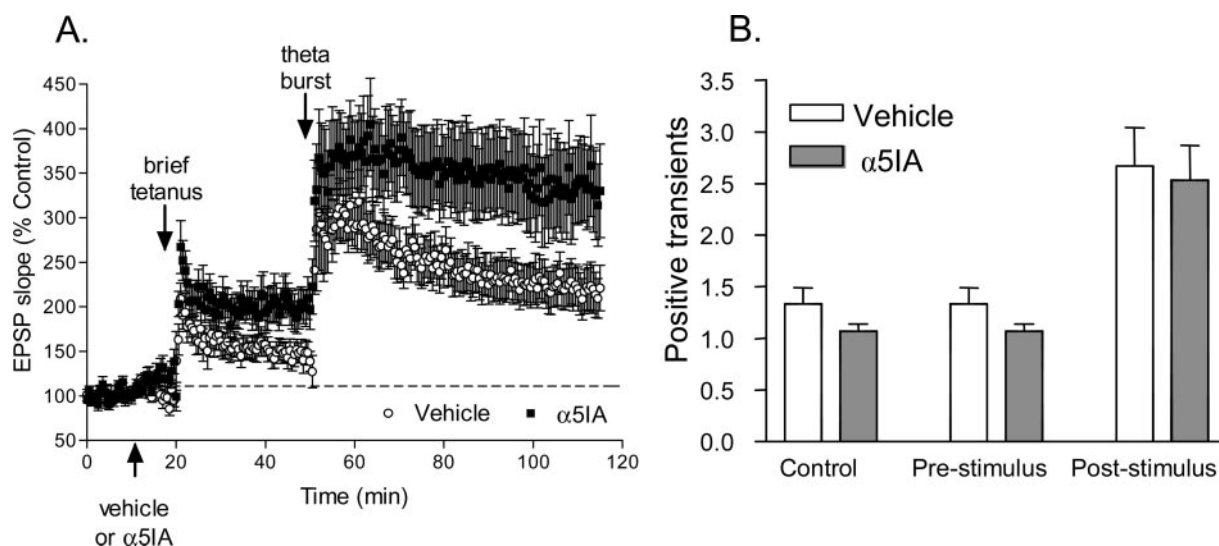 A.
theta
burst
brief
tetanus
EPSP slope (% Control)
450
400
350
300
250
200
150
100
50
Vehicle
α5IA
0
20
40
60
80
100
120
Time (min)
vehicle
or α5IA
B.
Positive transients
3.5
3.0
2.5
2.0
1.5
1.0
0.5
0.0
Vehicle
α5IA
Control
Pre-stimulus
Post-stimulus